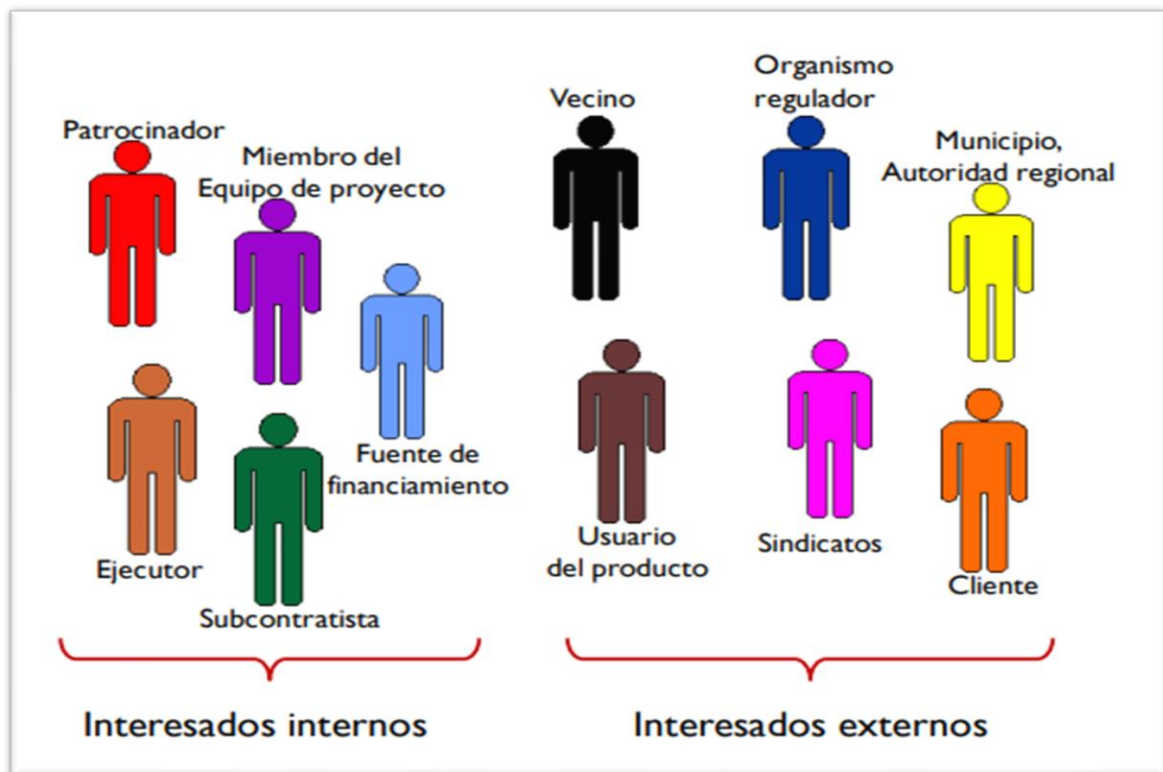 Patrocinador
Miembro del
Equipo de proyecto
Fuente de
financiamiento
Ejecutor
Subcontratista
Interesados internos
Vecino
Organismo
regulador
Municipio,
Autoridad regional
Usuario
del producto
Sindicatos
Cliente
Interesados externos